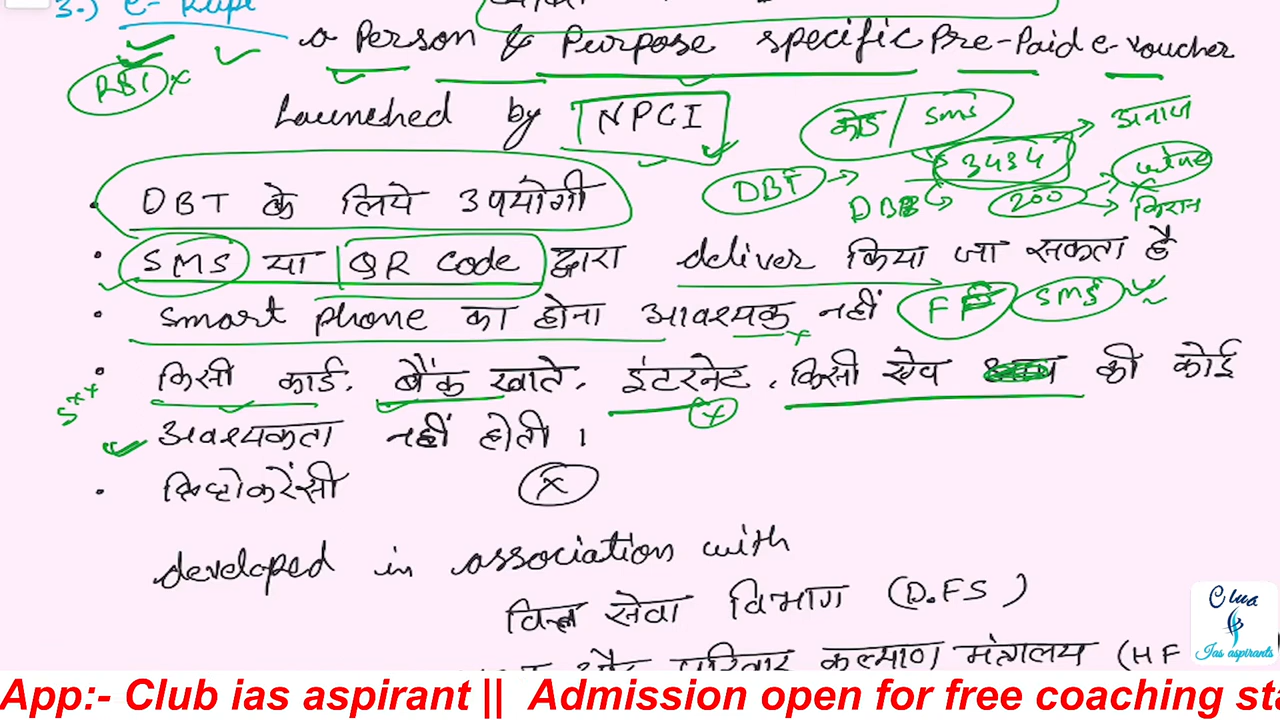 3.) e-Rupi
a Person & Purpose specific Pre-Paid e-voucher
RBI x
Launched by NPCI
कोड / SMS
3434
अनाज
DBT
200
DBT के लिये उपयोगी
SMS या QR Code द्वारा deliver किया जा सकता है
Smart phone का होना आवश्यक नहीं
SMS
किसी कार्ड, बैंक खाते, इंटरनेट, किसी की कोई
आवश्यकता नहीं होती ।
क्रिप्टोकरेंसी x
developed in association with
वित्त सेवा विभाग (D.FS)
और परिवार कल्याण मंत्रालय (HF
Club
Ias aspirants
App:- Club ias aspirant || Admission open for free coaching sta